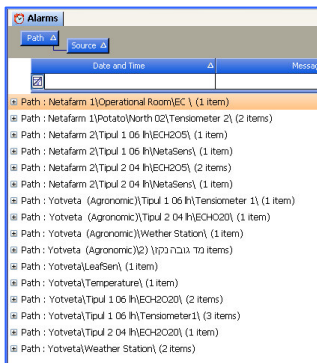 Alarms
Path
Source
Date and Time
Messag
Path : Netafarm 1\Operational Room\EC \ (1 item)
Path : Netafarm 1\Potato\North 02\Tensiometer 2\ (2 items)
Path : Netafarm 2\Tipul 1 06 lh\ECH2O5\ (1 item)
Path : Netafarm 2\Tipul 1 06 lh\NetaSens\ (1 item)
Path : Netafarm 2\Tipul 2 04 lh\ECH2O5\ (2 items)
Path : Netafarm 2\Tipul 2 04 lh\NetaSens\ (1 item)
Path : Yotveta (Agronomic)\Tipul 1 06 lh\Tensiometer 1\ (1 item)
Path : Yotveta (Agronomic)\Tipul 2 04 lh\ECHO20\ (1 item)
Path : Yotveta (Agronomic)\Wether Station\ (1 item)
Path : Yotveta (Agronomic)\מד גובה נקז\ (2 items)
Path : Yotveta\LeafSen\ (1 item)
Path : Yotveta\Temperature\ (1 item)
Path : Yotveta\Tipul 1 06 lh\ECH2O20\ (2 items)
Path : Yotveta\Tipul 1 06 lh\Tensiometer1\ (3 items)
Path : Yotveta\Tipul 2 04 lh\ECH2O20\ (1 item)
Path : Yotveta\Weather Station\ (2 items)